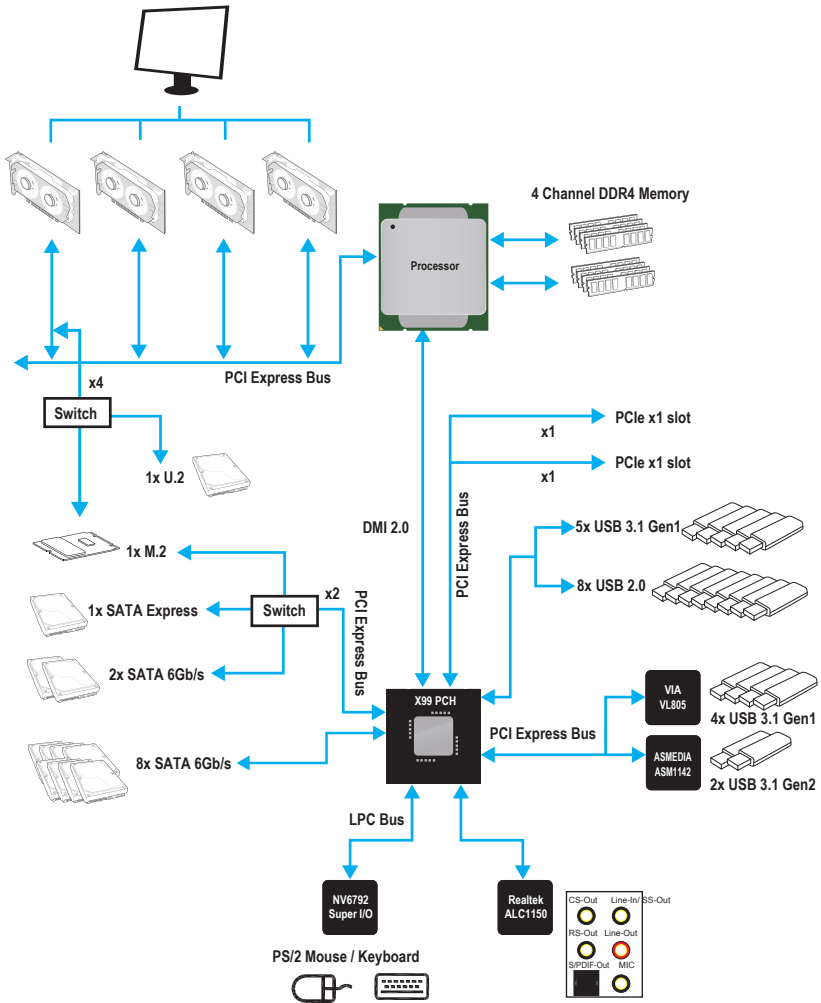 4 Channel DDR4 Memory
Processor
PCI Express Bus
x4
Switch
1x U.2
PCIe x1 slot
x1
PCIe x1 slot
x1
PCI Express Bus
DMI 2.0
5x USB 3.1 Gen1
8x USB 2.0
1x M.2
x2
1x SATA Express
Switch
PCI Express Bus
2x SATA 6Gb/s
8x SATA 6Gb/s
X99 PCH
PCI Express Bus
VIA
VL805
4x USB 3.1 Gen1
ASMEDIA
ASM1142
2x USB 3.1 Gen2
LPC Bus
NV6792
Super I/O
Realtek
ALC1150
CS-Out
Line-In/ SS-Out
RS-Out
Line-Out
S/PDIF-Out
MIC
PS/2 Mouse / Keyboard